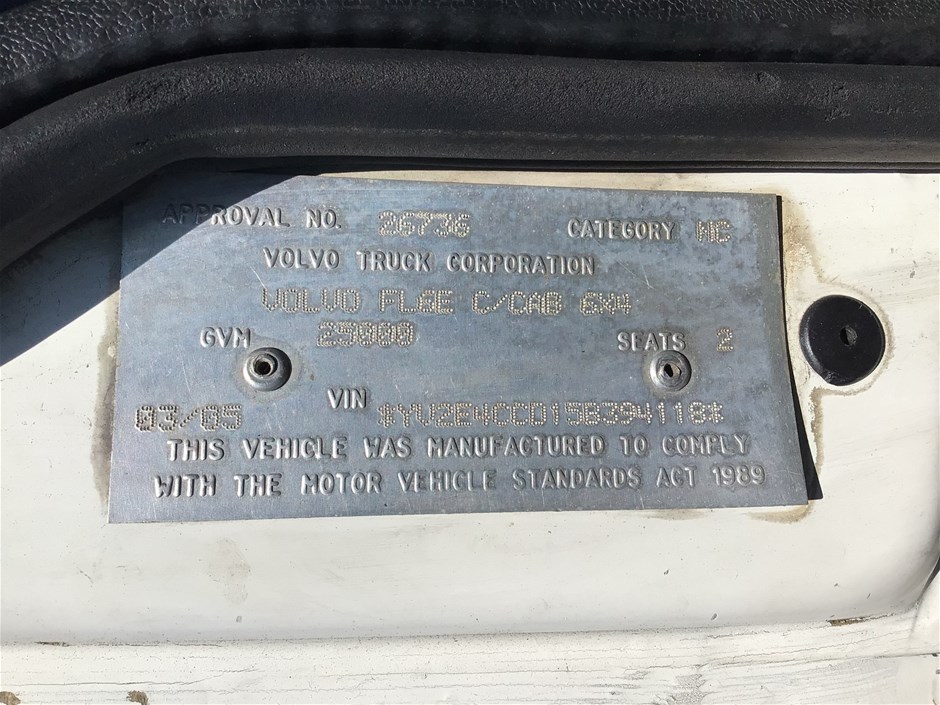 APPROVAL NO. 26736 CATEGORY NC
VOLVO TRUCK CORPORATION
VOLVO FL6E C/CAB 6X4
GVM 25000 SEATS 2
03/05 VIN *YV2E4CCD15B394118*
THIS VEHICLE WAS MANUFACTURED TO COMPLY
WITH THE MOTOR VEHICLE STANDARDS ACT 1989